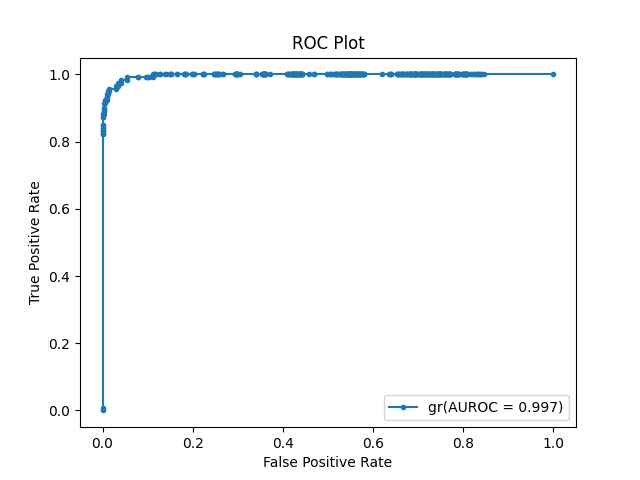 ROC Plot
True Positive Rate
1.0
0.8
0.6
0.4
0.2
0.0
gr(AUROC = 0.997)
0.0 0.2 0.4 0.6 0.8 1.0
False Positive Rate